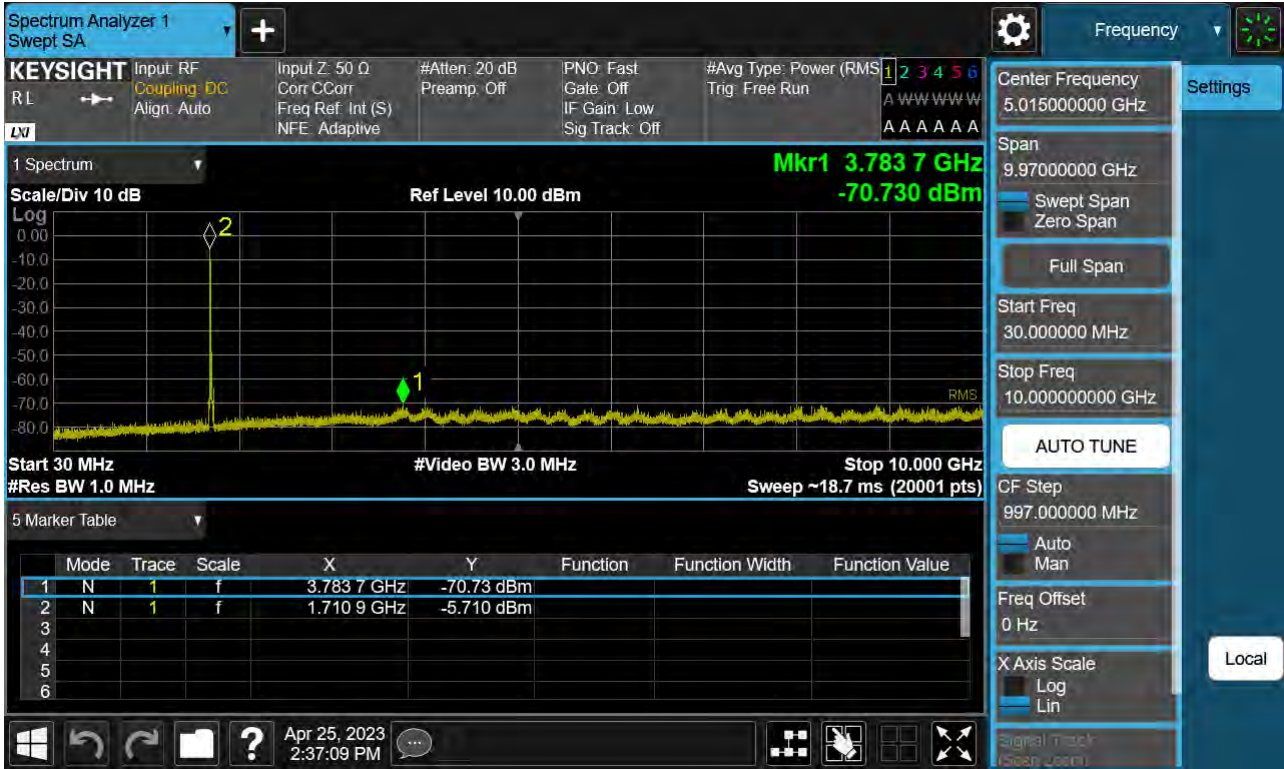 Spectrum Analyzer 1
Swept SA
+
Frequency
KEYSIGHT
RL
LXI
Input: RF
Coupling: DC
Align: Auto
Input Z: 50 Ω
Corr CCorr
Freq Ref: Int (S)
NFE: Adaptive
#Atten: 20 dB
Preamp: Off
PNO: Fast
Gate: Off
IF Gain: Low
Sig Track: Off
#Avg Type: Power (RMS
Trig: Free Run
1 2 3 4 5 6
A W W W W W
A A A A A A
1 Spectrum
Scale/Div 10 dB
Ref Level 10.00 dBm
Mkr1 3.783 7 GHz
-70.730 dBm
Log
0.00
-10.0
-20.0
-30.0
-40.0
-50.0
-60.0
-70.0
-80.0
2
1
RMS
Start 30 MHz
#Video BW 3.0 MHz
Stop 10.000 GHz
#Res BW 1.0 MHz
Sweep ~18.7 ms (20001 pts)
5 Marker Table
Mode Trace Scale X Y Function Function Width Function Value
1 N 1 f 3.783 7 GHz -70.73 dBm
2 N 1 f 1.710 9 GHz -5.710 dBm
3
4
5
6
Center Frequency
5.015000000 GHz
Settings
Span
9.97000000 GHz
Swept Span
Zero Span
Full Span
Start Freq
30.000000 MHz
Stop Freq
10.000000000 GHz
AUTO TUNE
CF Step
997.000000 MHz
Auto
Man
Freq Offset
0 Hz
X Axis Scale
Log
Lin
Signal Track
(Span Zoom)
Local
?
Apr 25, 2023
2:37:09 PM